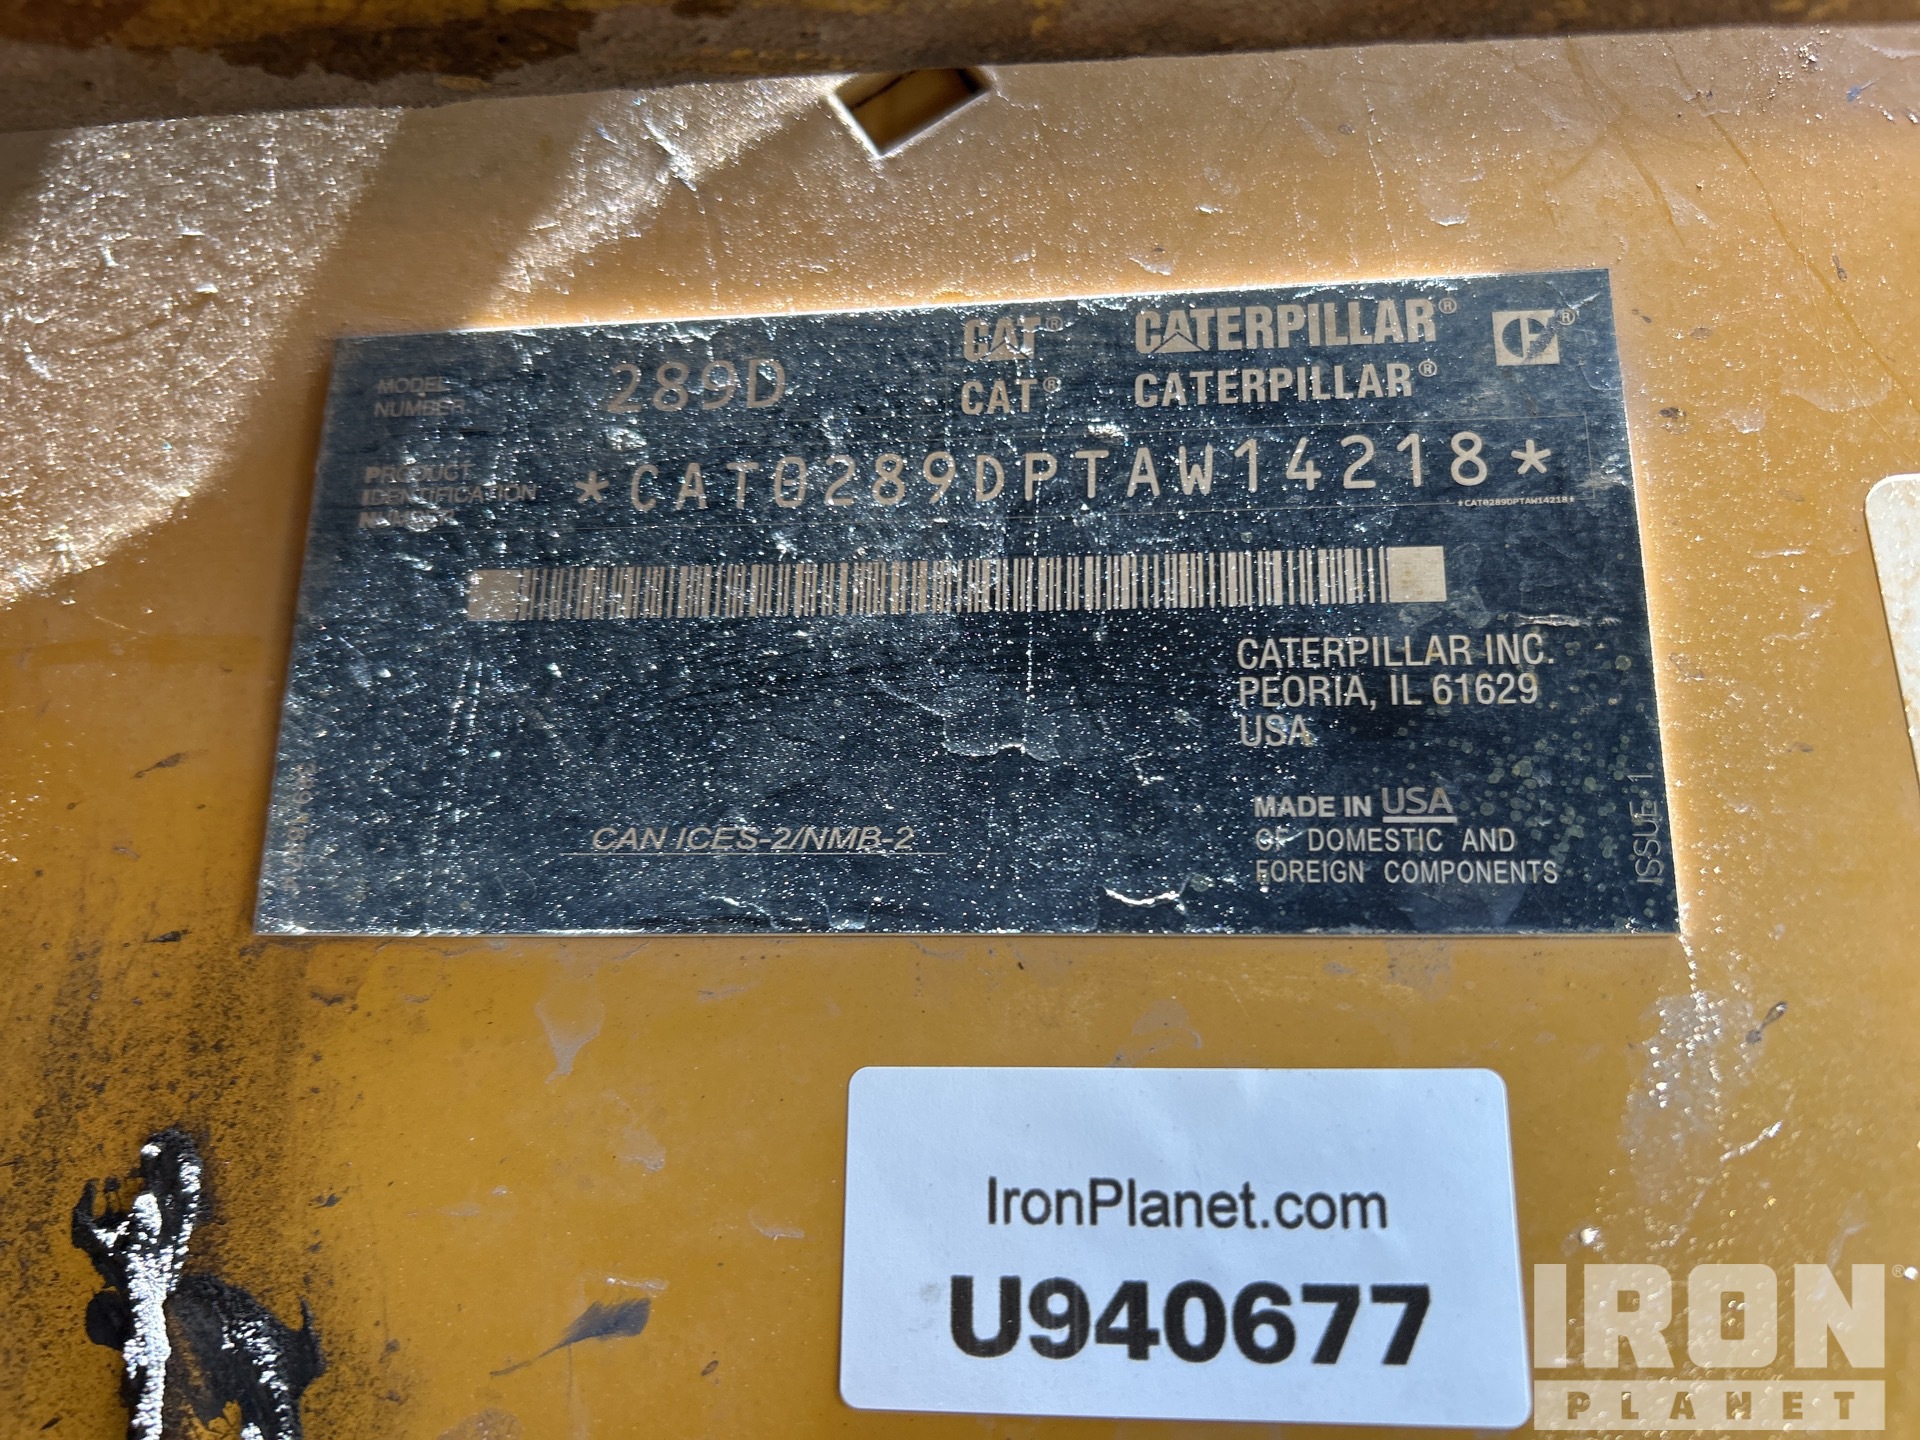 MODEL NUMBER 289D
CAT® CATERPILLAR®
CAT® CATERPILLAR®
PRODUCT IDENTIFICATION NUMBER
*CAT0289DPTAW14218*
*CAT0289DPTAW14218*
CATERPILLAR INC.
PEORIA, IL 61629
USA
MADE IN USA
OF DOMESTIC AND
FOREIGN COMPONENTS
CAN ICES-2/NMB-2
ISSUE 1
IronPlanet.com
U940677
IRON®
PLANET